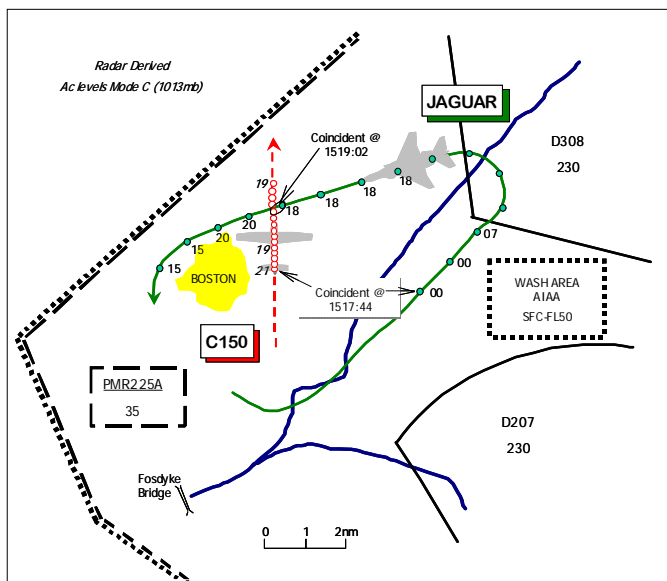 Radar Derived
Ac levels Mode C (1013mb)
JAGUAR
Coincident @
1519:02
D308
230
19
18
18
18
18
20
20
15
15
19
21
07
00
00
BOSTON
WASH AREA
AIAA
SFC-FL50
Coincident @
1517:44
C150
PMR225A
35
D207
230
Fosdyke
Bridge
0 1 2nm